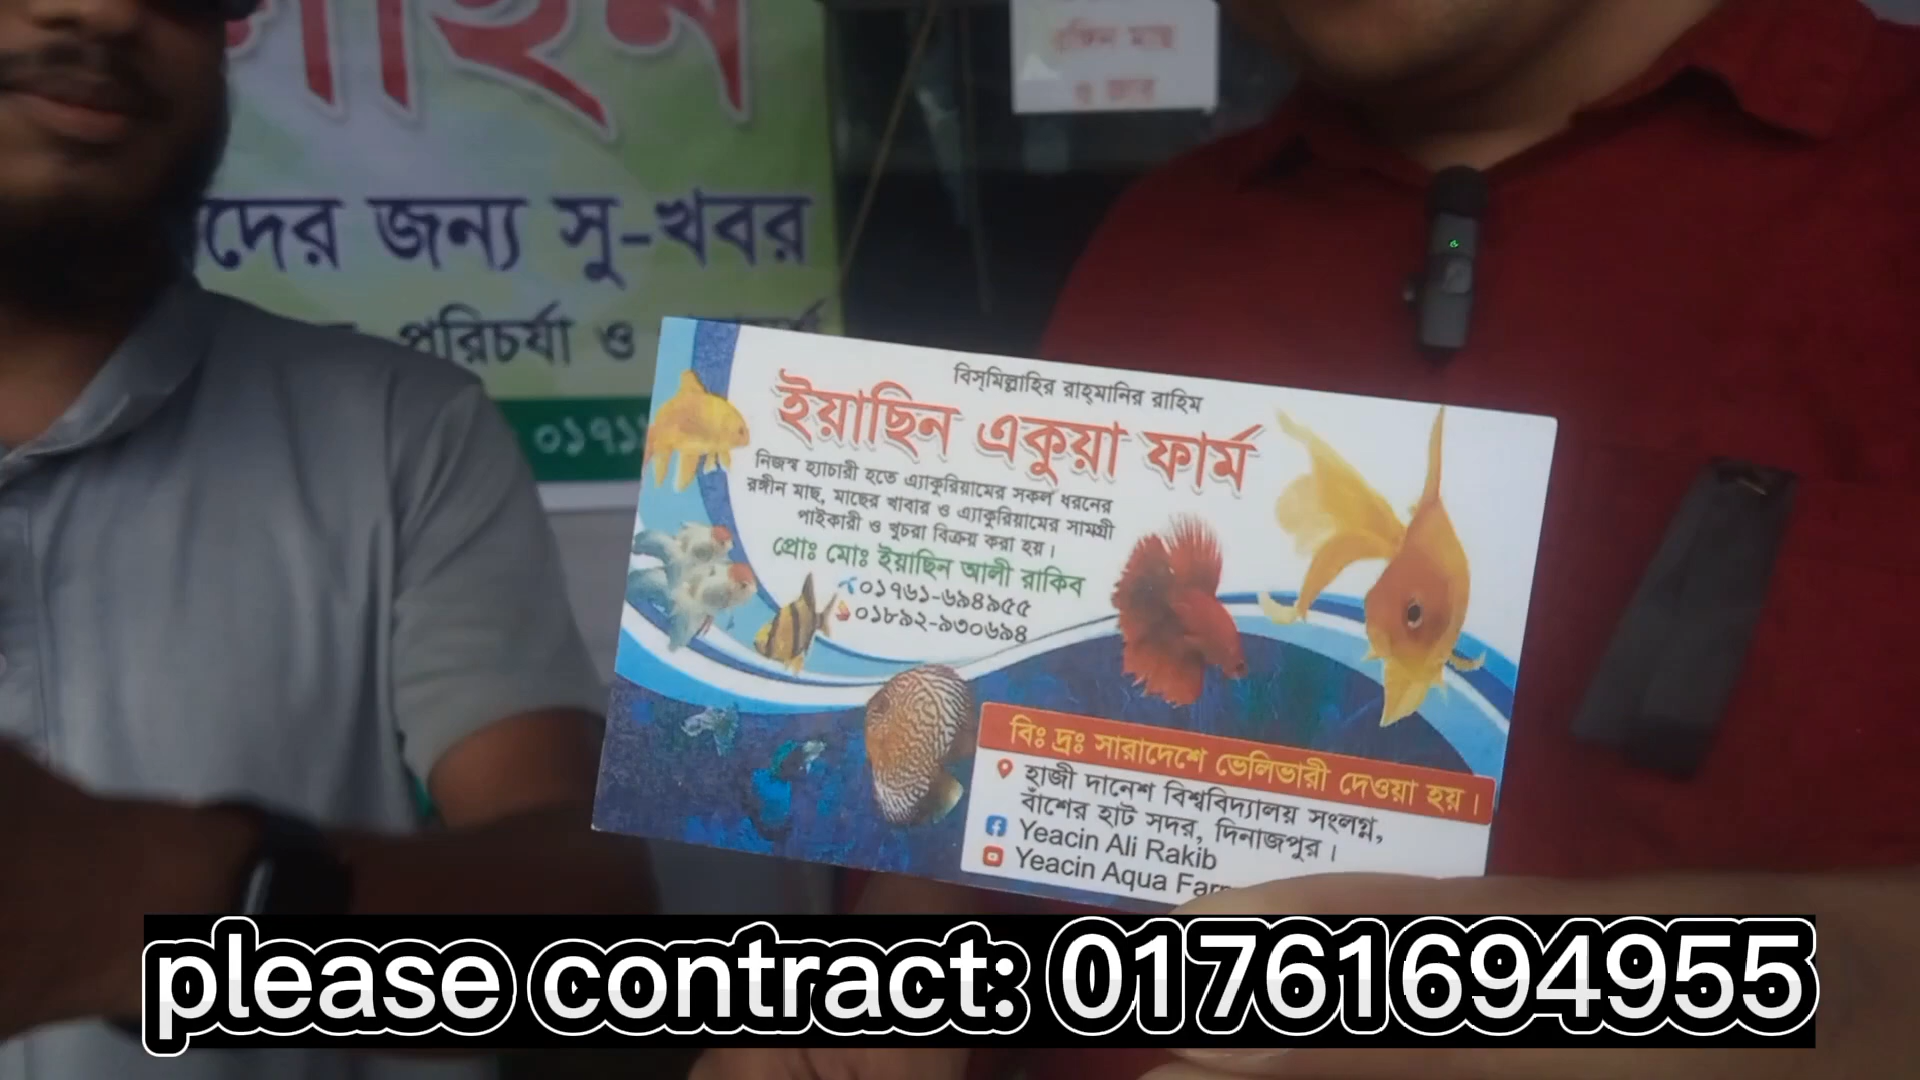 দের জন্য সু-খবর
পরিচর্যা ও
০১৭১
রঙ্গিন মাছ
বিস্‌মিল্লাহির রাহ্‌মানির রাহিম
ইয়াছিন একুয়া ফার্ম
নিজস্ব হ্যাচারী হতে এ্যাকুরিয়ামের সকল ধরনের
রঙ্গীন মাছ, মাছের খাবার ও এ্যাকুরিয়ামের সামগ্রী
পাইকারী ও খুচরা বিক্রয় করা হয়।
প্রোঃ মোঃ ইয়াছিন আলী রাকিব
০১৭৬১-৬৯৪৯৫৫
০১৮৯২-৯৩০৬৯৪
বিঃ দ্রঃ সারাদেশে ভেলিভারী দেওয়া হয়।
হাজী দানেশ বিশ্ববিদ্যালয় সংলগ্ন,
বাঁশের হাট সদর, দিনাজপুর।
Yeacin Ali Rakib
Yeacin Aqua Farm
please contract: 01761694955